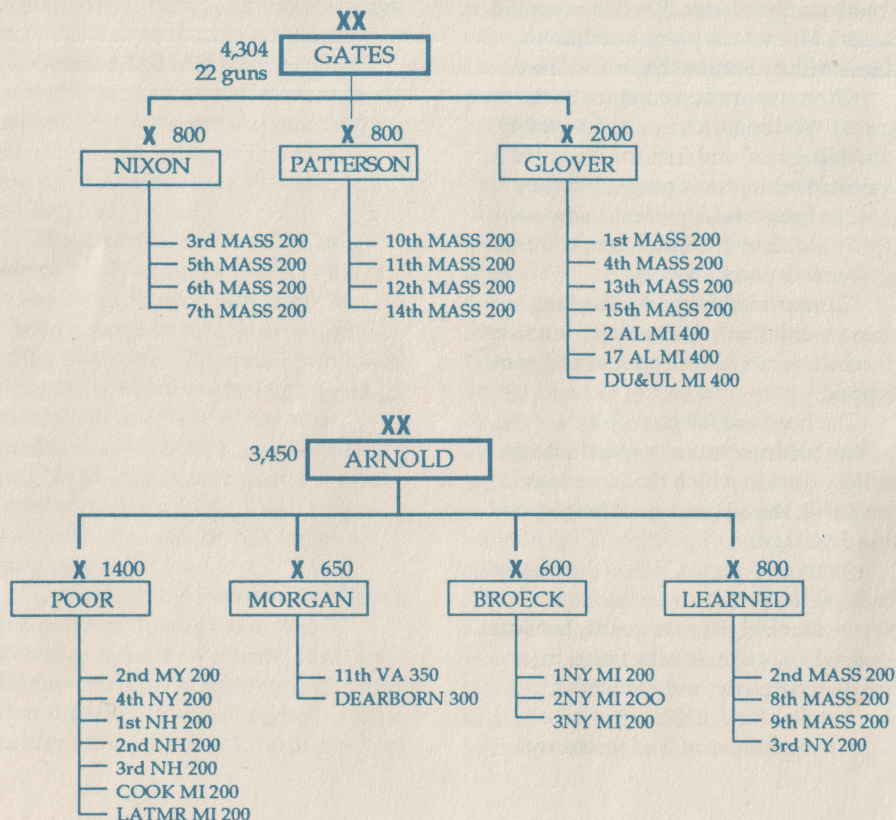 XX
4,304
22 guns
GATES
X 800
NIXON
3rd MASS 200
5th MASS 200
6th MASS 200
7th MASS 200
X 800
PATTERSON
10th MASS 200
11th MASS 200
12th MASS 200
14th MASS 200
X 2000
GLOVER
1st MASS 200
4th MASS 200
13th MASS 200
15th MASS 200
2 AL MI 400
17 AL MI 400
DU&UL MI 400
XX
3,450
ARNOLD
X 1400
POOR
2nd MY 200
4th NY 200
1st NH 200
2nd NH 200
3rd NH 200
COOK MI 200
LATMR MI 200
X 650
MORGAN
11th VA 350
DEARBORN 300
X 600
BROECK
1NY MI 200
2NY MI 2OO
3NY MI 200
X 800
LEARNED
2nd MASS 200
8th MASS 200
9th MASS 200
3rd NY 200